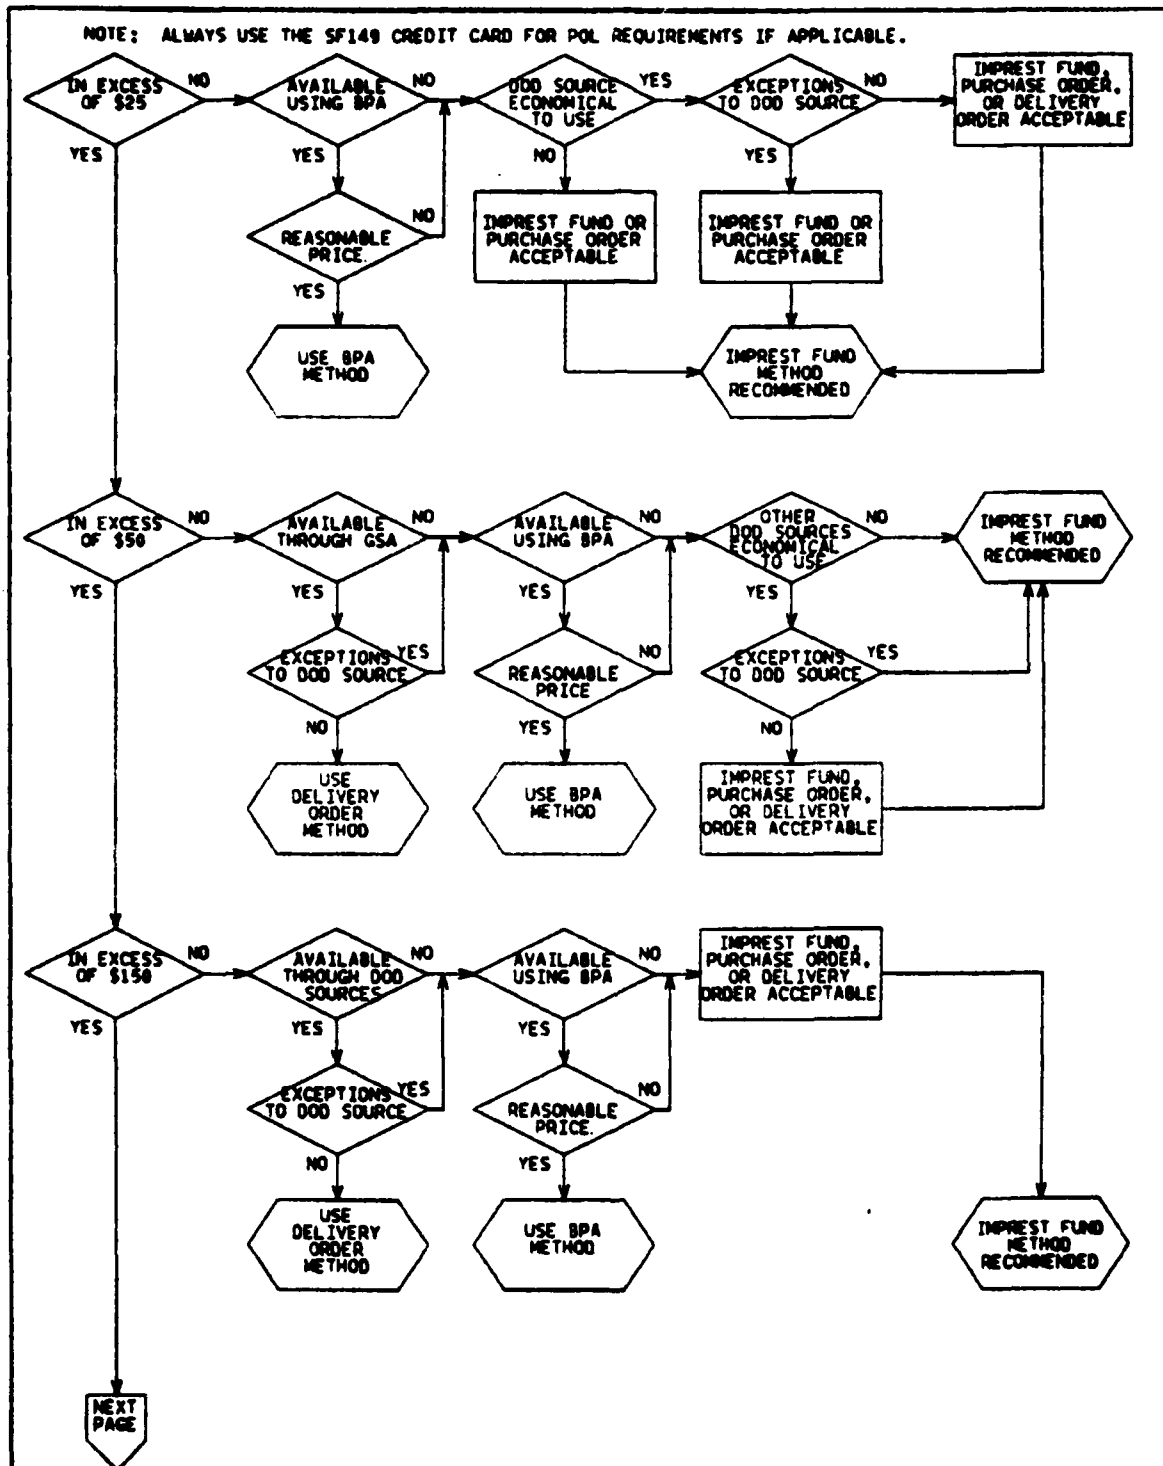 NOTE: ALWAYS USE THE SF149 CREDIT CARD FOR POL REQUIREMENTS IF APPLICABLE.
IN EXCESS
OF $25
NO
YES
AVAILABLE
USING BPA
NO
YES
DOD SOURCE
ECONOMICAL
TO USE
YES
NO
EXCEPTIONS
TO DOD SOURCE
NO
YES
IMPREST FUND,
PURCHASE ORDER,
OR DELIVERY
ORDER ACCEPTABLE
REASONABLE
PRICE.
NO
YES
IMPREST FUND OR
PURCHASE ORDER
ACCEPTABLE
IMPREST FUND OR
PURCHASE ORDER
ACCEPTABLE
USE BPA
METHOD
IMPREST FUND
METHOD
RECOMMENDED
IN EXCESS
OF $50
NO
YES
AVAILABLE
THROUGH GSA
NO
YES
AVAILABLE
USING BPA
NO
YES
OTHER
DOD SOURCES
ECONOMICAL
TO USE
NO
YES
IMPREST FUND
METHOD
RECOMMENDED
EXCEPTIONS
TO DOD SOURCE
YES
NO
REASONABLE
PRICE
NO
YES
EXCEPTIONS
TO DOD SOURCE
YES
NO
USE
DELIVERY
ORDER
METHOD
USE BPA
METHOD
IMPREST FUND,
PURCHASE ORDER,
OR DELIVERY
ORDER ACCEPTABLE
IN EXCESS
OF $150
NO
YES
AVAILABLE
THROUGH DOD
SOURCES
NO
YES
AVAILABLE
USING BPA
NO
YES
IMPREST FUND,
PURCHASE ORDER,
OR DELIVERY
ORDER ACCEPTABLE
EXCEPTIONS
TO DOD SOURCE
YES
NO
REASONABLE
PRICE.
NO
YES
USE
DELIVERY
ORDER
METHOD
USE BPA
METHOD
IMPREST FUND
METHOD
RECOMMENDED
NEXT
PAGE